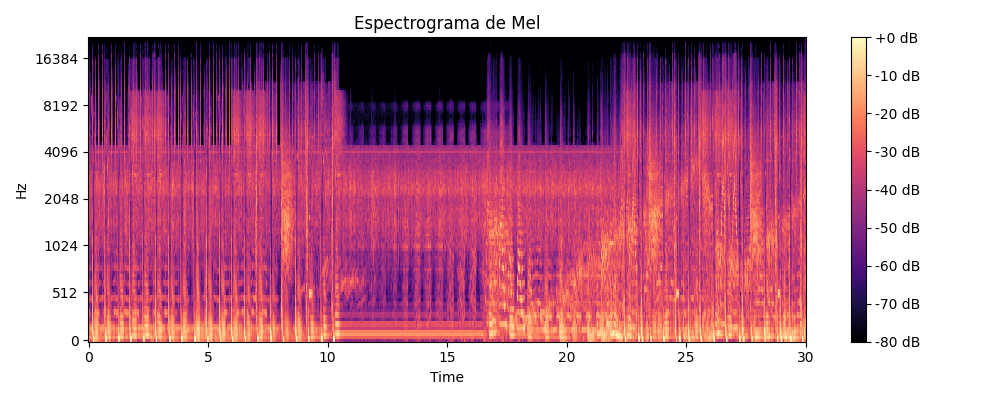 Espectrograma de Mel
Hz
16384
8192
4096
2048
1024
512
0
0 5 10 15 20 25 30
Time
+0 dB
-10 dB
-20 dB
-30 dB
-40 dB
-50 dB
-60 dB
-70 dB
-80 dB